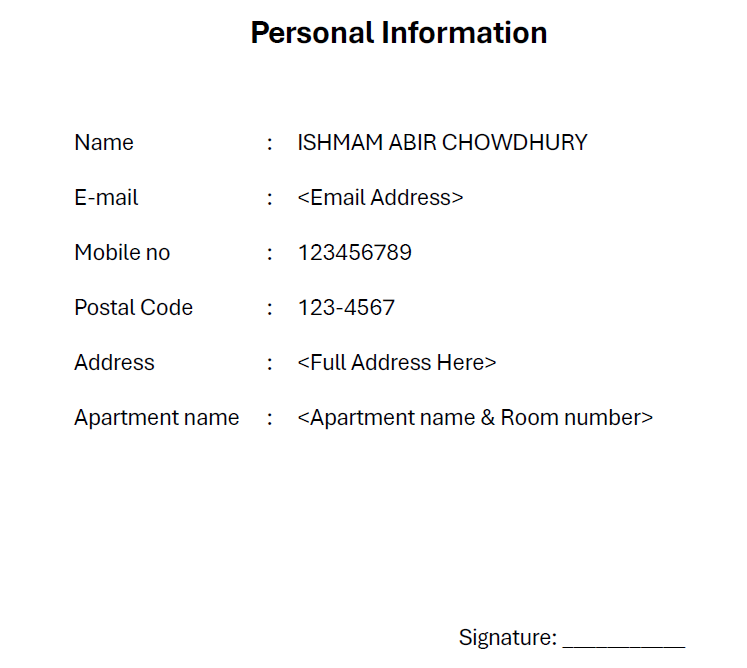 Personal Information
Name : ISHMAM ABIR CHOWDHURY
E-mail : <Email Address>
Mobile no : 123456789
Postal Code : 123-4567
Address : <Full Address Here>
Apartment name : <Apartment name & Room number>
Signature: ___________